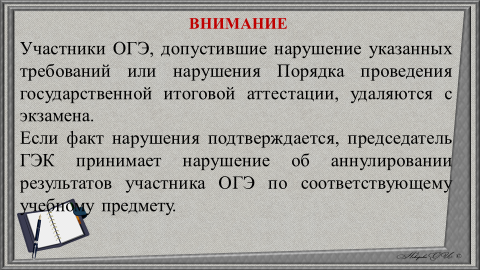 ВНИМАНИЕ
Участники ОГЭ, допустившие нарушение указанных
требований или нарушения Порядка проведения
государственной итоговой аттестации, удаляются с
экзамена.
Если факт нарушения подтверждается, председатель
ГЭК принимает нарушение об аннулировании
результатов участника ОГЭ по соответствующему
учебному предмету.